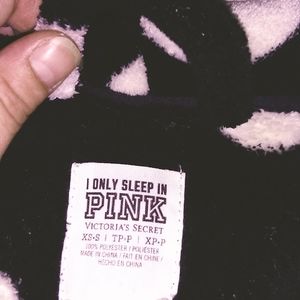 I ONLY SLEEP IN
PINK
VICTORIA'S SECRET
XS-S | TP-P | XP-P
100% POLYESTER / POLIÉSTER
MADE IN CHINA / FAIT EN CHINE /
HECHO EN CHINA